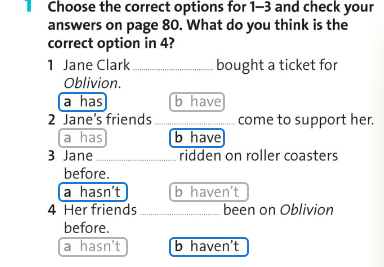 1 Choose the correct options for 1–3 and check your
answers on page 80. What do you think is the
correct option in 4?
1 Jane Clark .................... bought a ticket for
Oblivion.
a has b have
2 Jane's friends .................... come to support her.
a has b have
3 Jane .................... ridden on roller coasters
before.
a hasn't b haven't
4 Her friends .................... been on Oblivion
before.
a hasn't b haven't